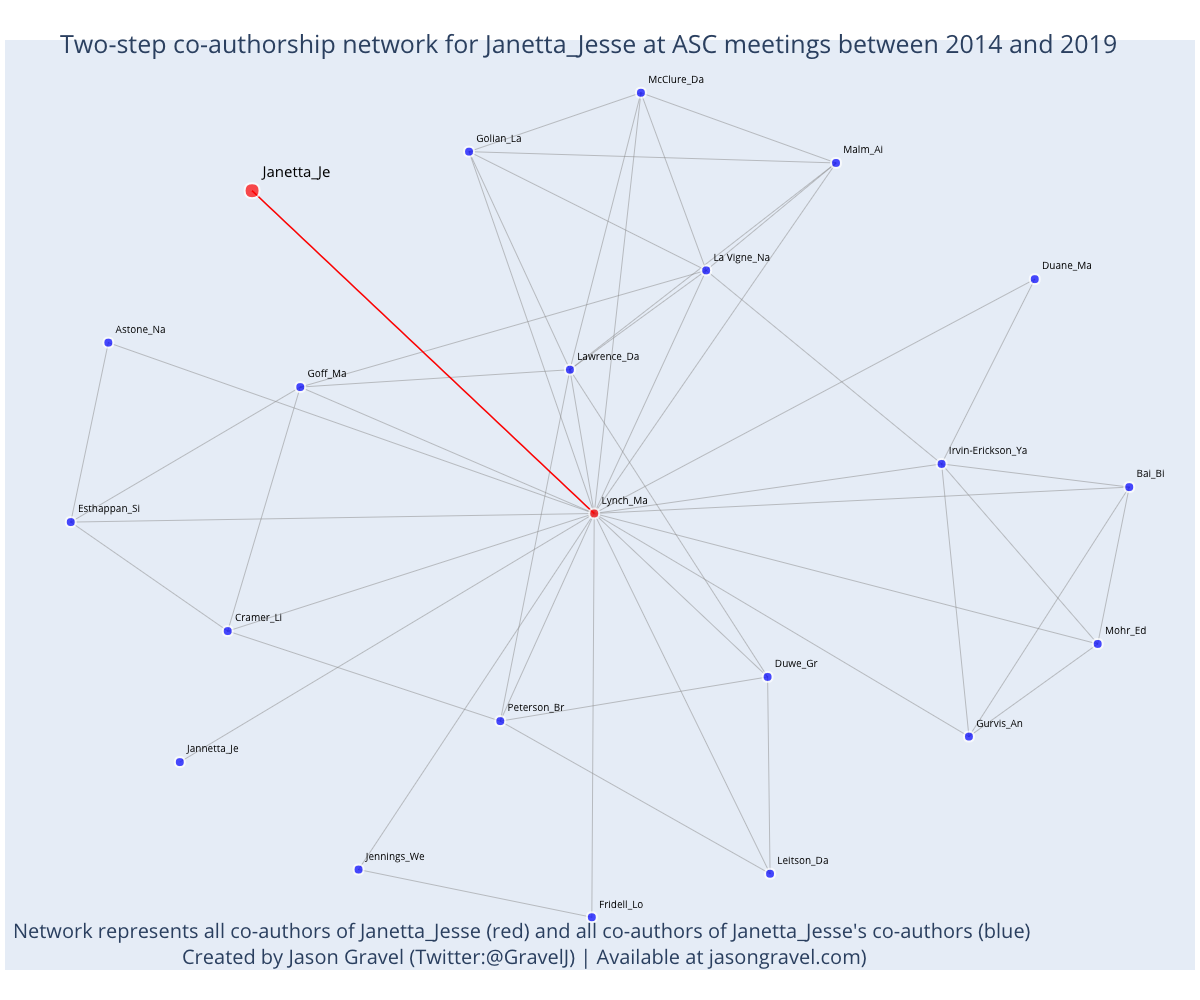 Two-step co-authorship network for Janetta_Jesse at ASC meetings between 2014 and 2019
McClure_Da
Golian_La
Malm_Al
Janetta_Je
La Vigne_Na
Duane_Ma
Astone_Na
Lawrence_Da
Goff_Ma
Irvin-Erickson_Ya
Bai_Bi
Lynch_Ma
Esthappan_Si
Cramer_Li
Mohr_Ed
Duwe_Gr
Peterson_Br
Gurvis_An
Jannetta_Je
Jennings_We
Leitson_Da
Fridell_Lo
Network represents all co-authors of Janetta_Jesse (red) and all co-authors of Janetta_Jesse's co-authors (blue)
Created by Jason Gravel (Twitter:@GravelJ) | Available at jasongravel.com)